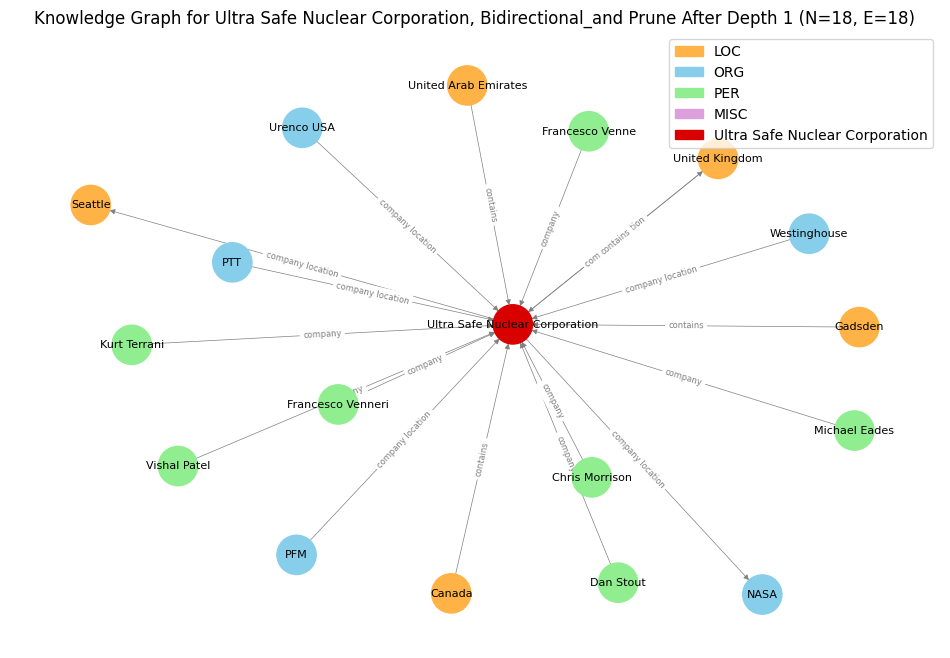 Knowledge Graph for Ultra Safe Nuclear Corporation, Bidirectional_and Prune After Depth 1 (N=18, E=18)
LOC
ORG
PER
MISC
Ultra Safe Nuclear Corporation
United Arab Emirates
Urenco USA
Francesco Venne
United Kingdom
Seattle
contains
company location
company
com contains tion
Westinghouse
PTT
company location
company location
company location
Ultra Safe Nuclear Corporation
contains
Gadsden
Kurt Terrani
company
company
company
Francesco Venneri
ny
company
Michael Eades
company location
contains
company
company location
Vishal Patel
Chris Morrison
PFM
Canada
Dan Stout
NASA